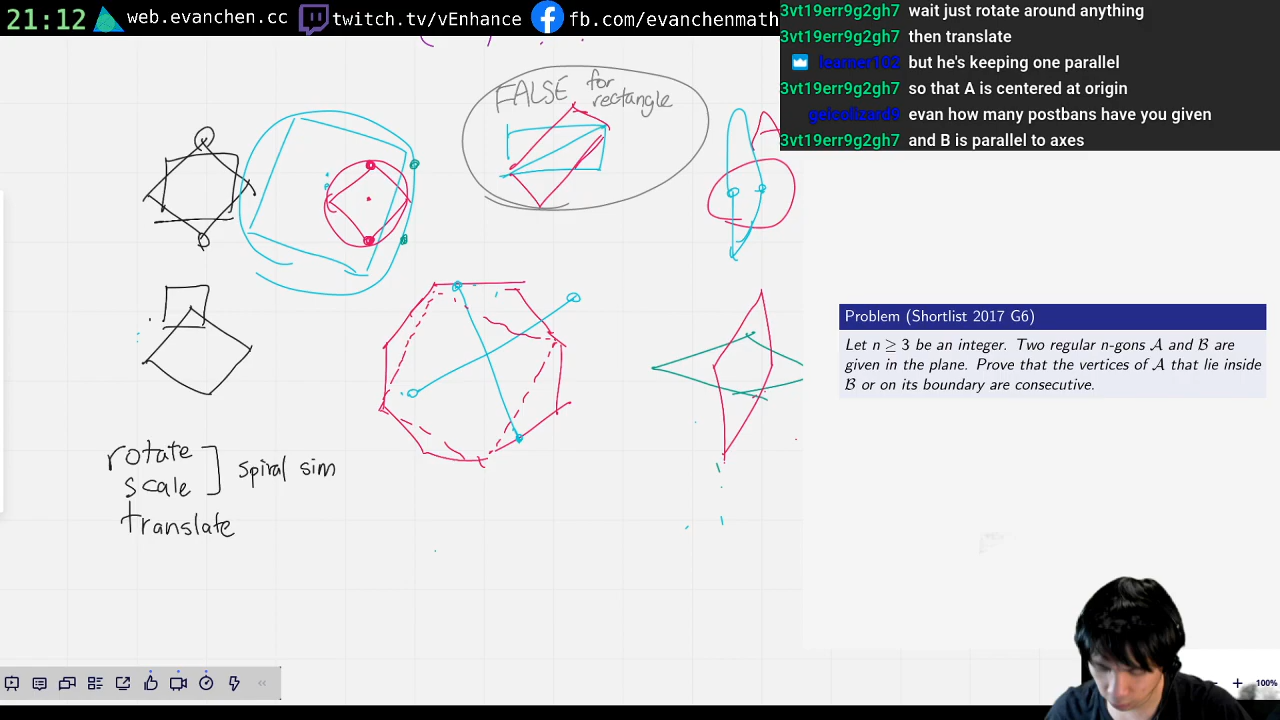 21:12 web.evanchen.cc twitch.tv/vEnhance fb.com/evanchenmath
3vt19err9g2gh7 wait just rotate around anything
3vt19err9g2gh7 then translate
learner102 but he's keeping one parallel
3vt19err9g2gh7 so that A is centered at origin
geicolizard9 evan how many postbans have you given
3vt19err9g2gh7 and B is parallel to axes
FALSE for
rectangle
Problem (Shortlist 2017 G6)
Let n ≥ 3 be an integer. Two regular n-gons 𝒜 and ℬ are
given in the plane. Prove that the vertices of 𝒜 that lie inside
ℬ or on its boundary are consecutive.
rotate
scale
spiral sim
translate
100%